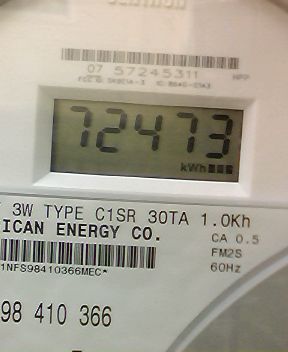 07 57245311
HPP
72473
kWh
3W TYPE C1SR 30TA 1.0Kh
ICAN ENERGY CO.
CA 0.5
FM2S
60Hz
1NFS98410366MEC*
98 410 366